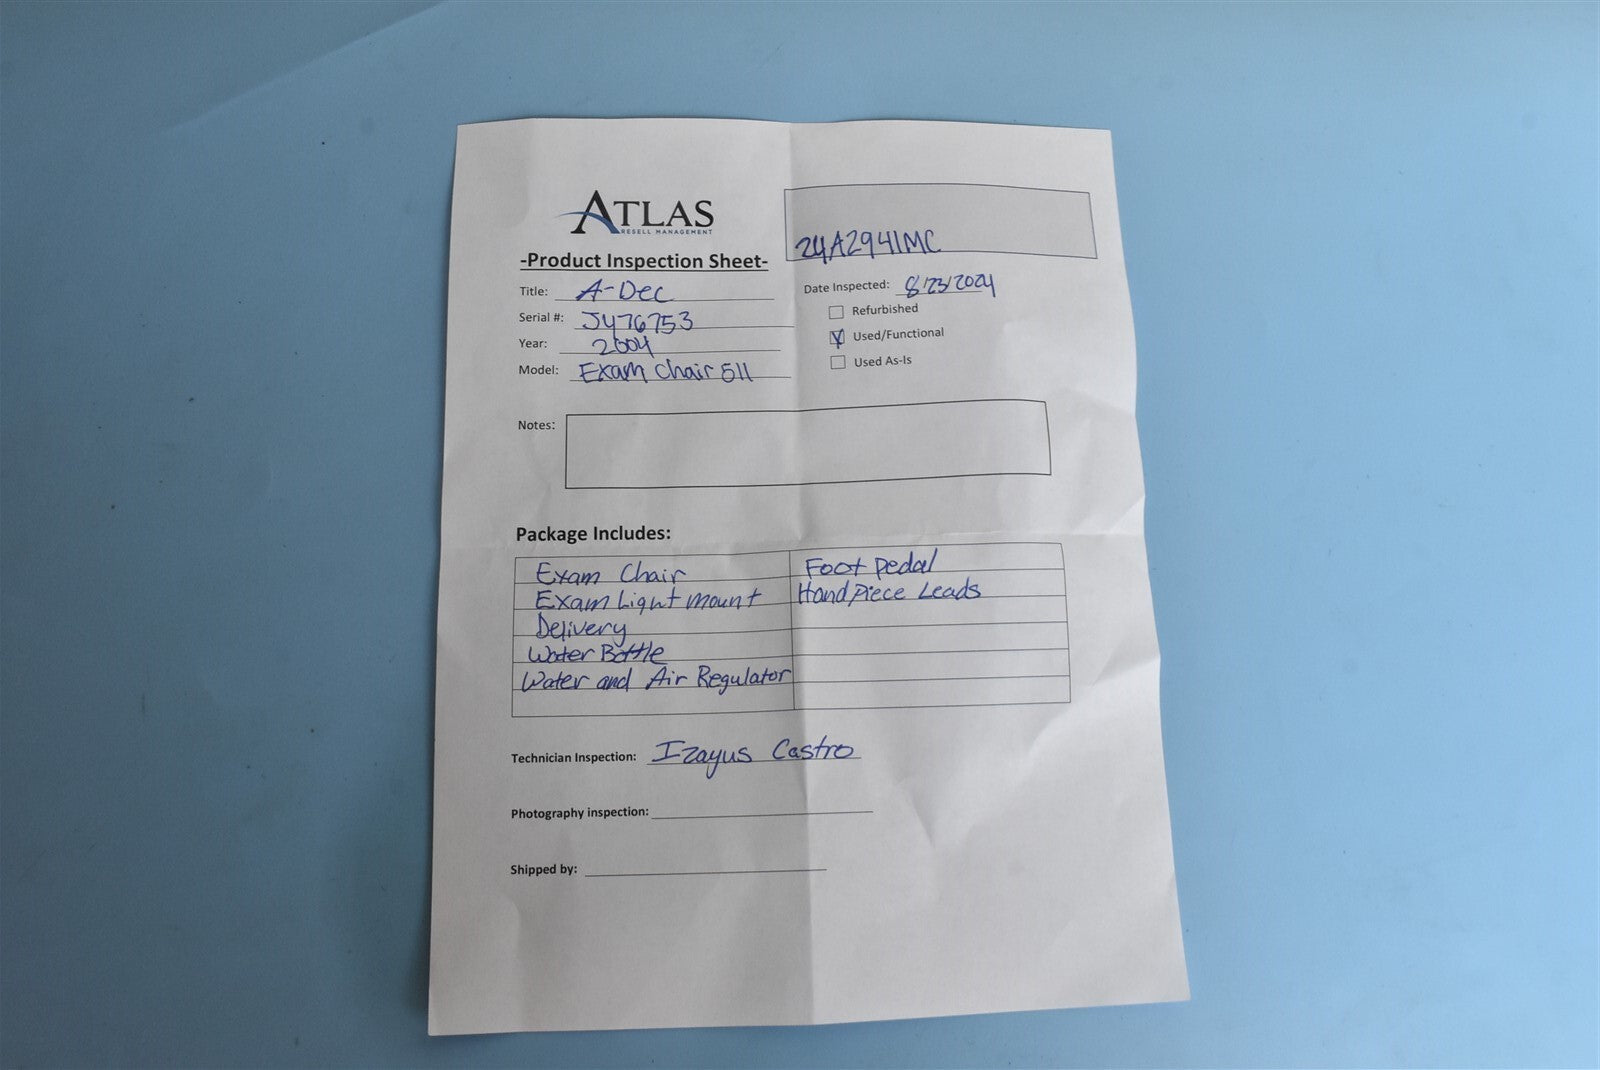 ATLAS
RESELL MANAGEMENT
24A2941MC
-Product Inspection Sheet-
Title: A-Dec
Date Inspected: 8/23/2024
Serial #: J476753
Refurbished
Year: 2004
Used/Functional
Model: Exam Chair 511
Used As-Is
Notes:
Package Includes:
Exam Chair
Foot pedal
Exam Light mount
Hand piece Leads
Delivery
Water Bottle
Water and Air Regulator
Technician Inspection: Izayus Castro
Photography inspection:
Shipped by: